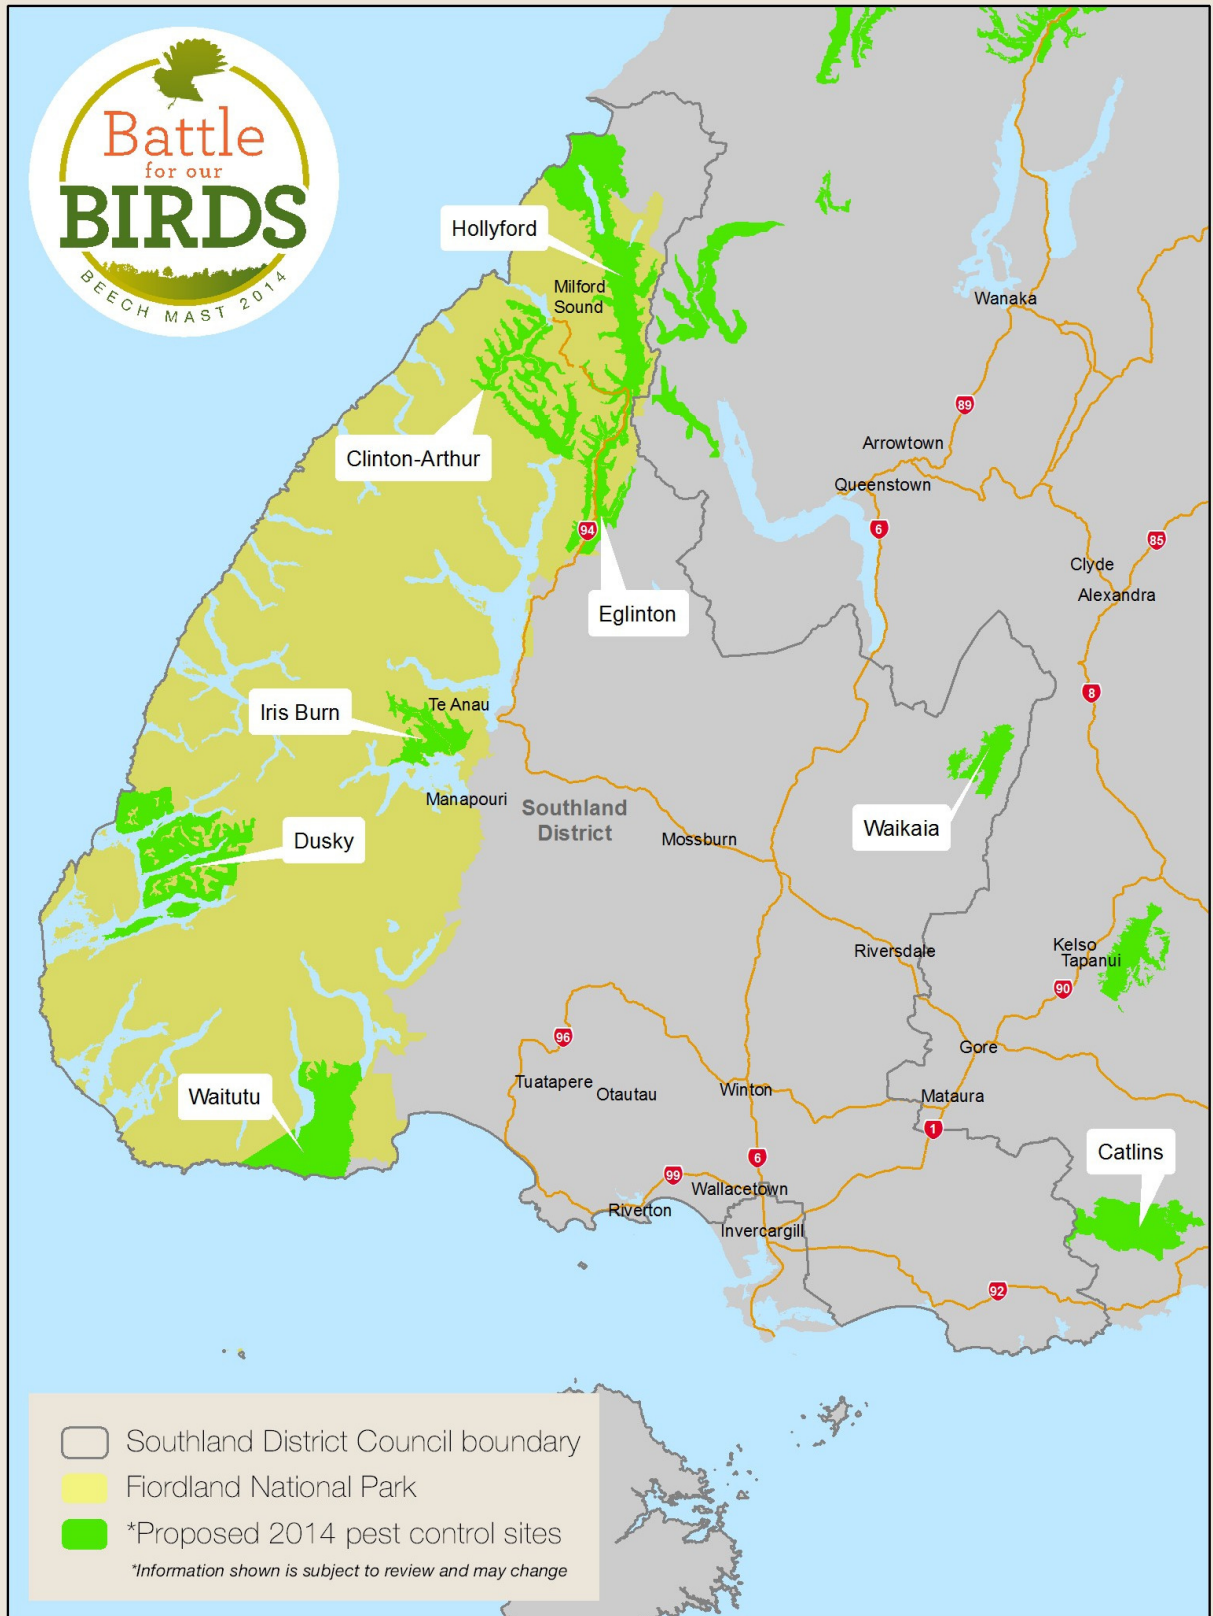 Battle
for our
BIRDS
BEECH MAST 2014
Hollyford
Milford
Sound
Wanaka
89
Clinton-Arthur
Arrowtown
Queenstown
94
6
85
Clyde
Alexandra
Eglinton
8
Iris Burn
Te Anau
Manapouri
Southland
District
Waikaia
Dusky
Mossburn
Riversdale
Kelso
Tapanui
90
96
Gore
Tuatapere
Otautau
Winton
Waitutu
Mataura
1
Catlins
6
99
Wallacetown
Riverton
Invercargill
92
Southland District Council boundary
Fiordland National Park
*Proposed 2014 pest control sites
*Information shown is subject to review and may change